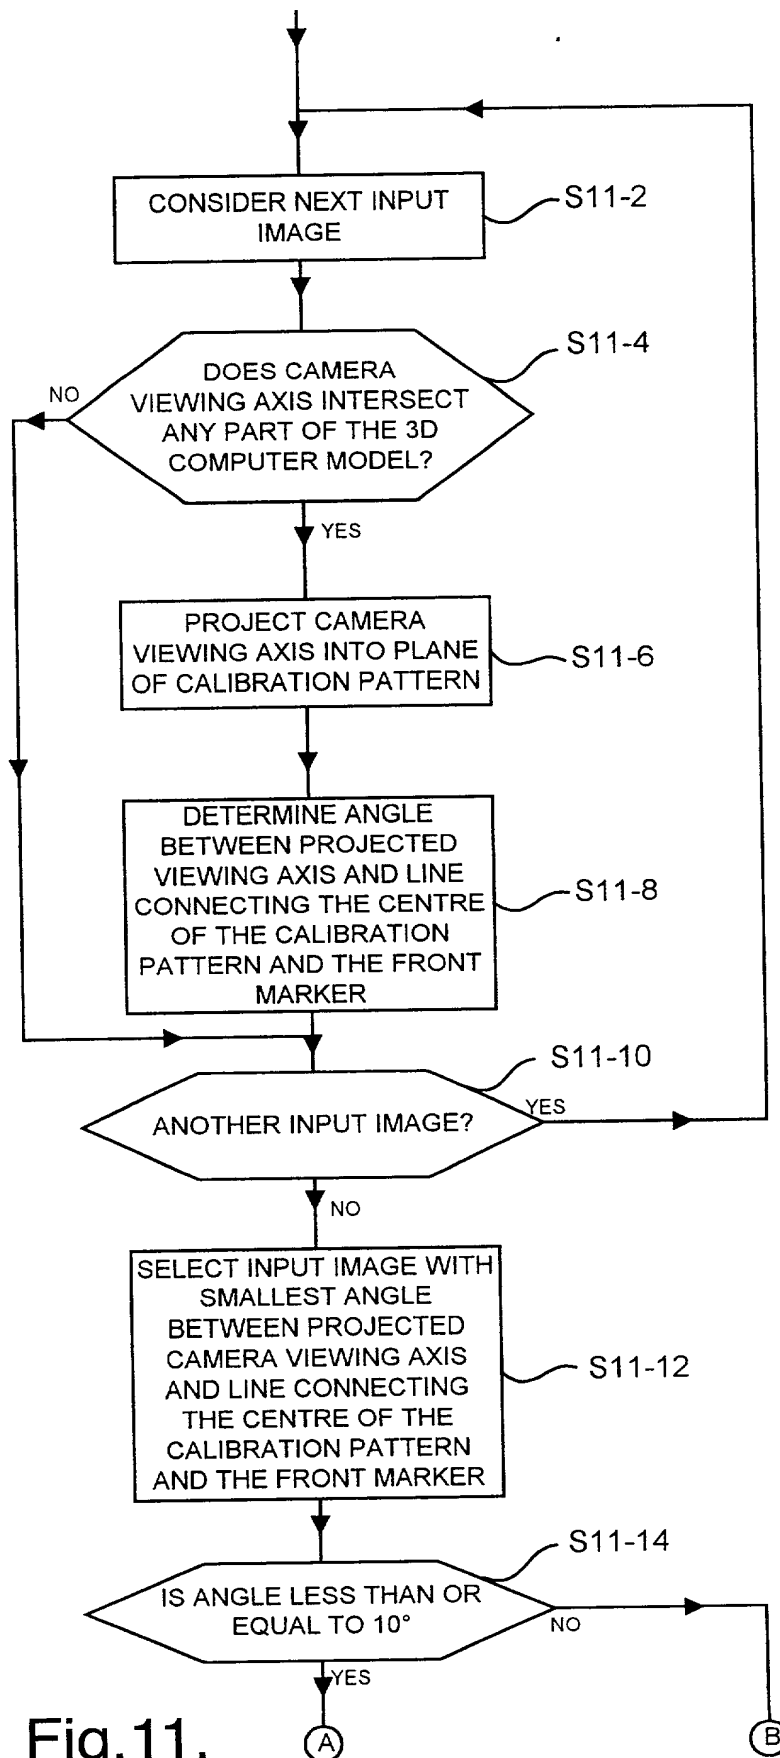 CONSIDER NEXT INPUT
IMAGE
S11-2
DOES CAMERA
VIEWING AXIS INTERSECT
ANY PART OF THE 3D
COMPUTER MODEL?
S11-4
NO
YES
PROJECT CAMERA
VIEWING AXIS INTO PLANE
OF CALIBRATION PATTERN
S11-6
DETERMINE ANGLE
BETWEEN PROJECTED
VIEWING AXIS AND LINE
CONNECTING THE CENTRE
OF THE CALIBRATION
PATTERN AND THE FRONT
MARKER
S11-8
ANOTHER INPUT IMAGE?
S11-10
YES
NO
SELECT INPUT IMAGE WITH
SMALLEST ANGLE
BETWEEN PROJECTED
CAMERA VIEWING AXIS
AND LINE CONNECTING
THE CENTRE OF THE
CALIBRATION PATTERN
AND THE FRONT MARKER
S11-12
IS ANGLE LESS THAN OR
EQUAL TO 10°
S11-14
NO
YES
A
B
Fig.11.